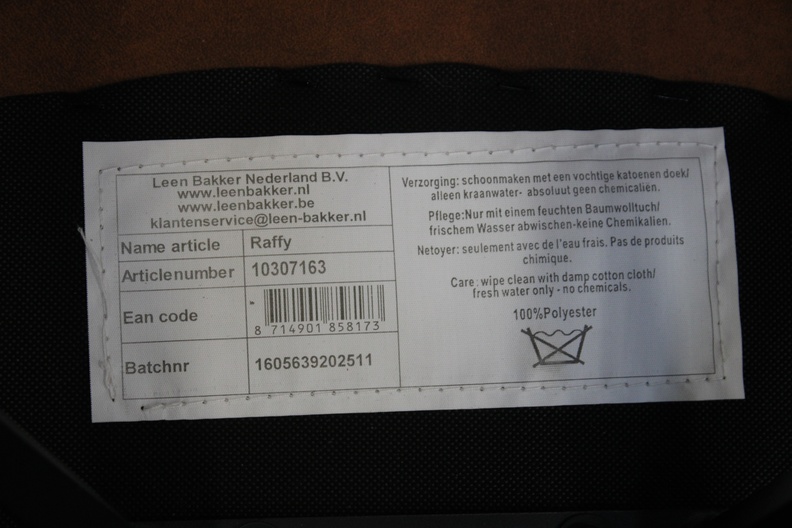 Leen Bakker Nederland B.V.
www.leenbakker.nl
www.leenbakker.be
klantenservice@leen-bakker.nl
Name article Raffy
Articlenumber 10307163
Ean code 8 714901 858173
Batchnr 1605639202511
Verzorging: schoonmaken met een vochtige katoenen doek/
alleen kraanwater- absoluut geen chemicaliën.
Pflege:Nur mit einem feuchten Baumwolltuch/
frischem Wasser abwischen-keine Chemikalien.
Netoyer: seulement avec de l'eau frais. Pas de produits
chimique.
Care: wipe clean with damp cotton cloth/
fresh water only - no chemicals.
100%Polyester